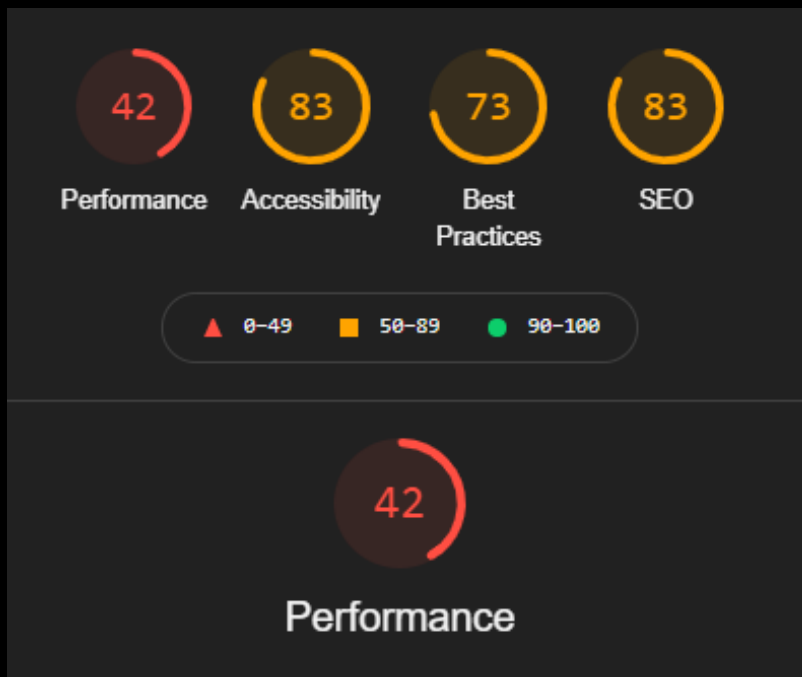 42 83 73 83
Performance Accessibility Best Practices SEO
0–49 50–89 90–100
42
Performance